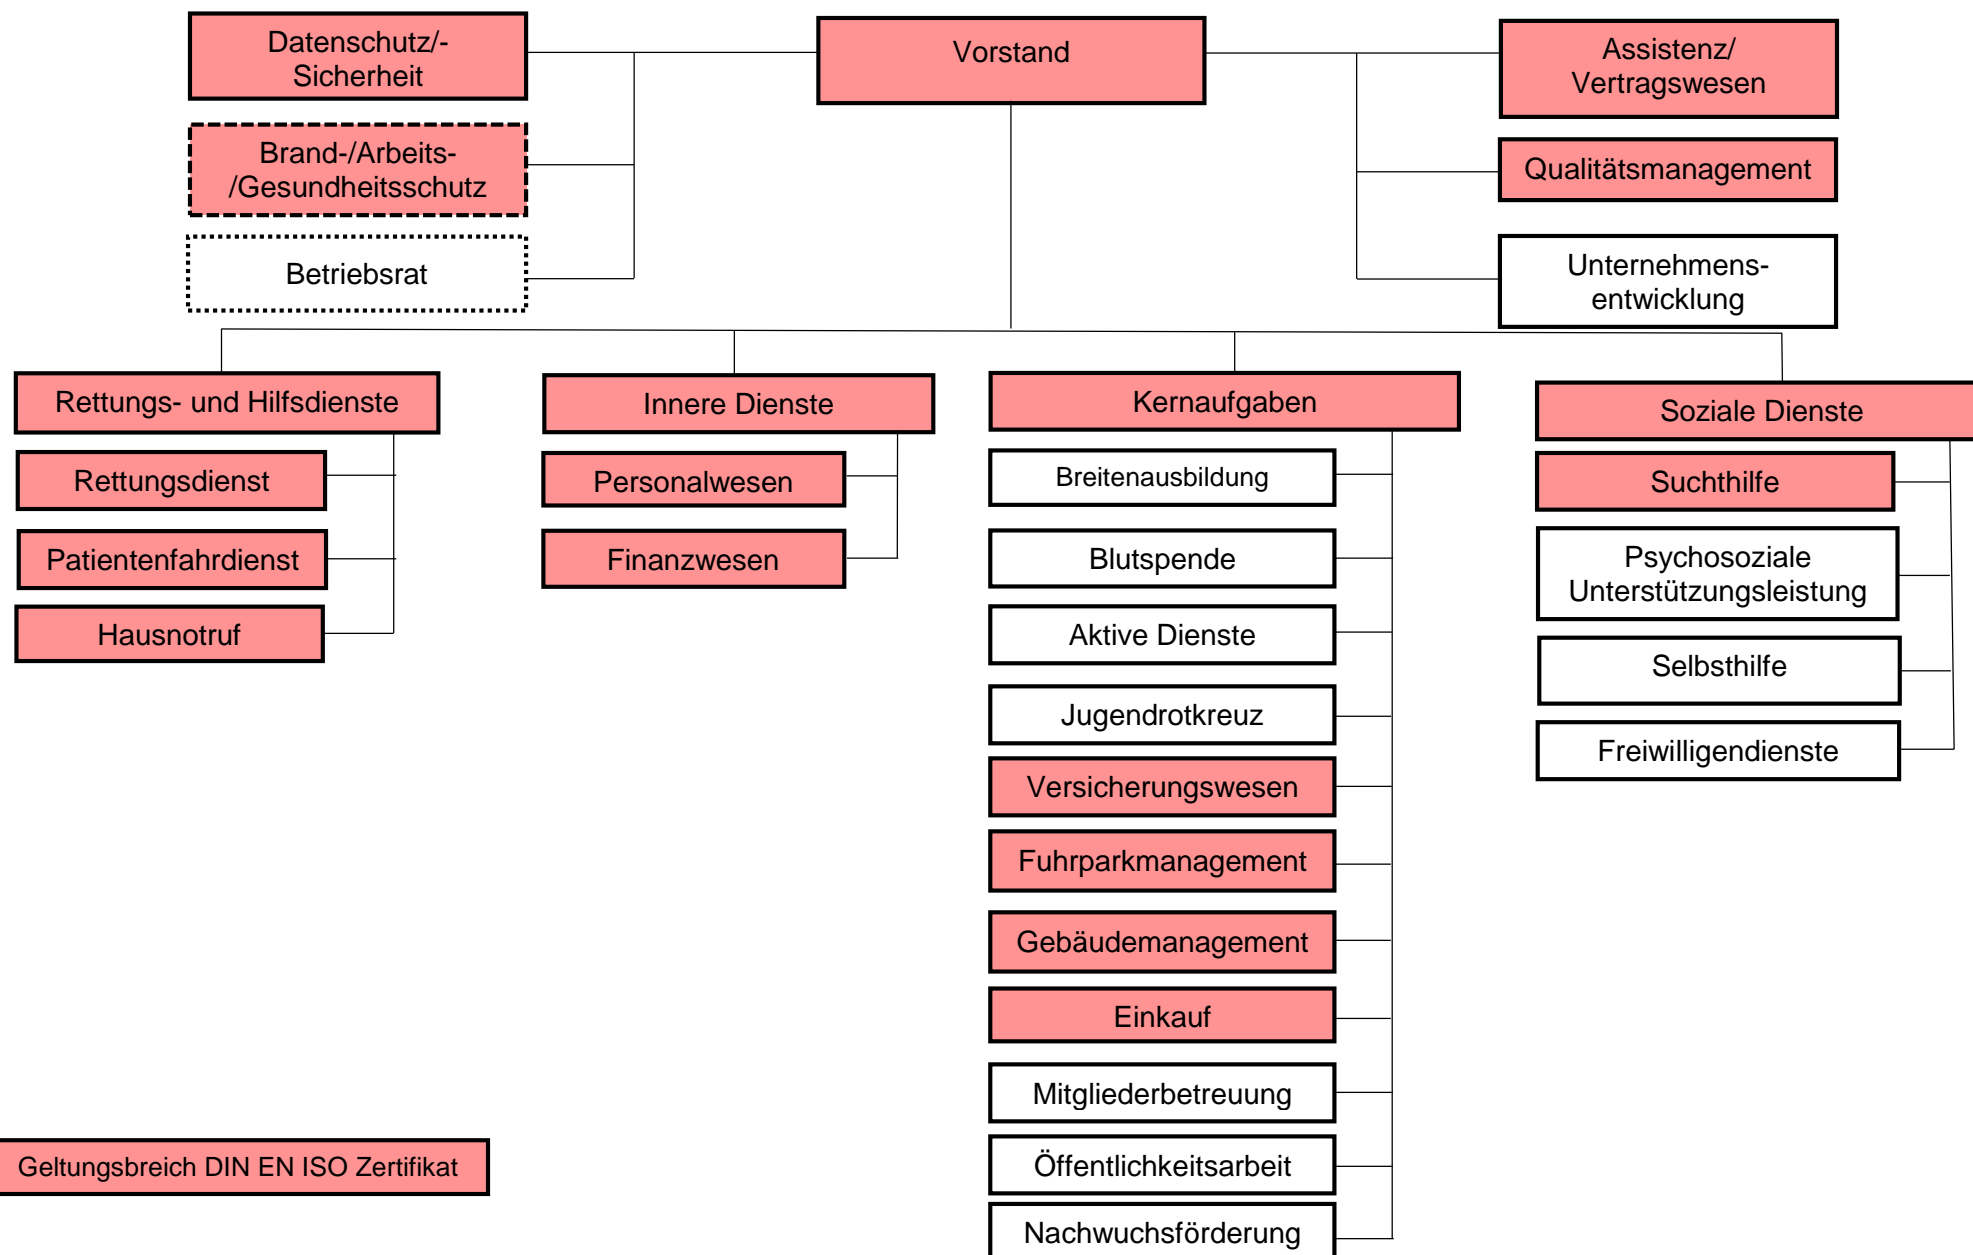 Datenschutz/-
Sicherheit
Vorstand
Assistenz/
Vertragswesen
Brand-/Arbeits-
/Gesundheitsschutz
Qualitätsmanagement
Betriebsrat
Unternehmens-
entwicklung
Rettungs- und Hilfsdienste
Rettungsdienst
Patientenfahrdienst
Hausnotruf
Innere Dienste
Personalwesen
Finanzwesen
Kernaufgaben
Breitenausbildung
Blutspende
Aktive Dienste
Jugendrotkreuz
Versicherungswesen
Fuhrparkmanagement
Gebäudemanagement
Einkauf
Mitgliederbetreuung
Öffentlichkeitsarbeit
Nachwuchsförderung
Soziale Dienste
Suchthilfe
Psychosoziale
Unterstützungsleistung
Selbsthilfe
Freiwilligendienste
Geltungsbreich DIN EN ISO Zertifikat